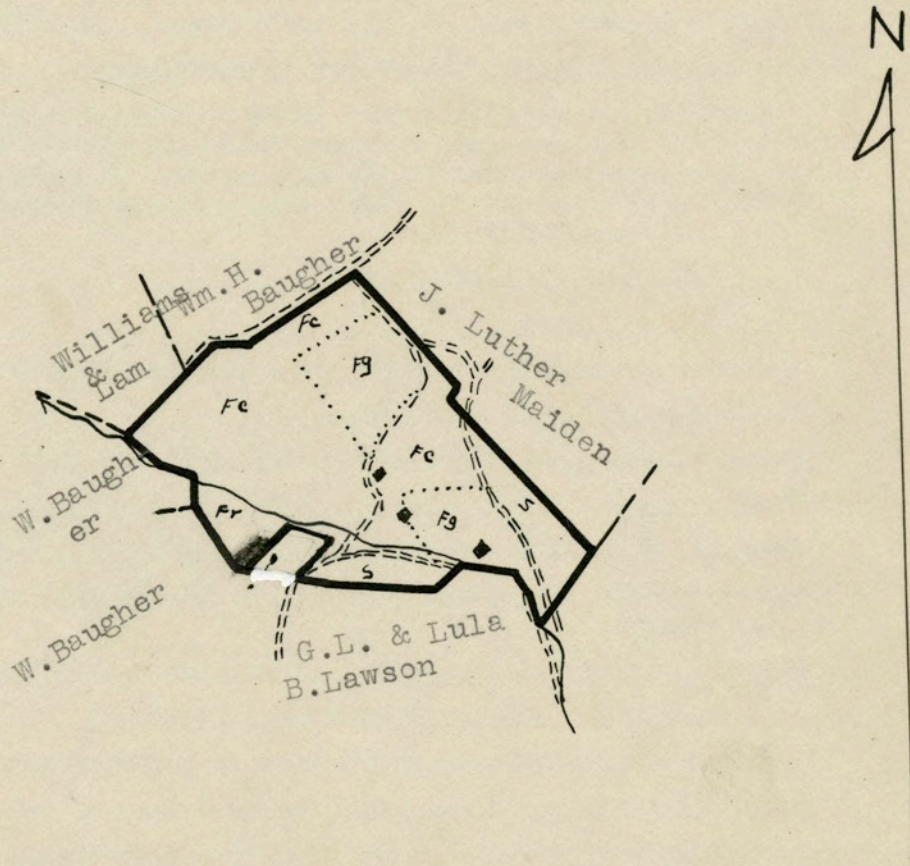 N
Wm.H.
Baugher
Williams
&
Lam
J. Luther
Maiden
Fc
Fg
Fc
Fc
W.Baugh
er
Fr
Fg
S
S
W.Baugher
G.L. & Lula
B.Lawson